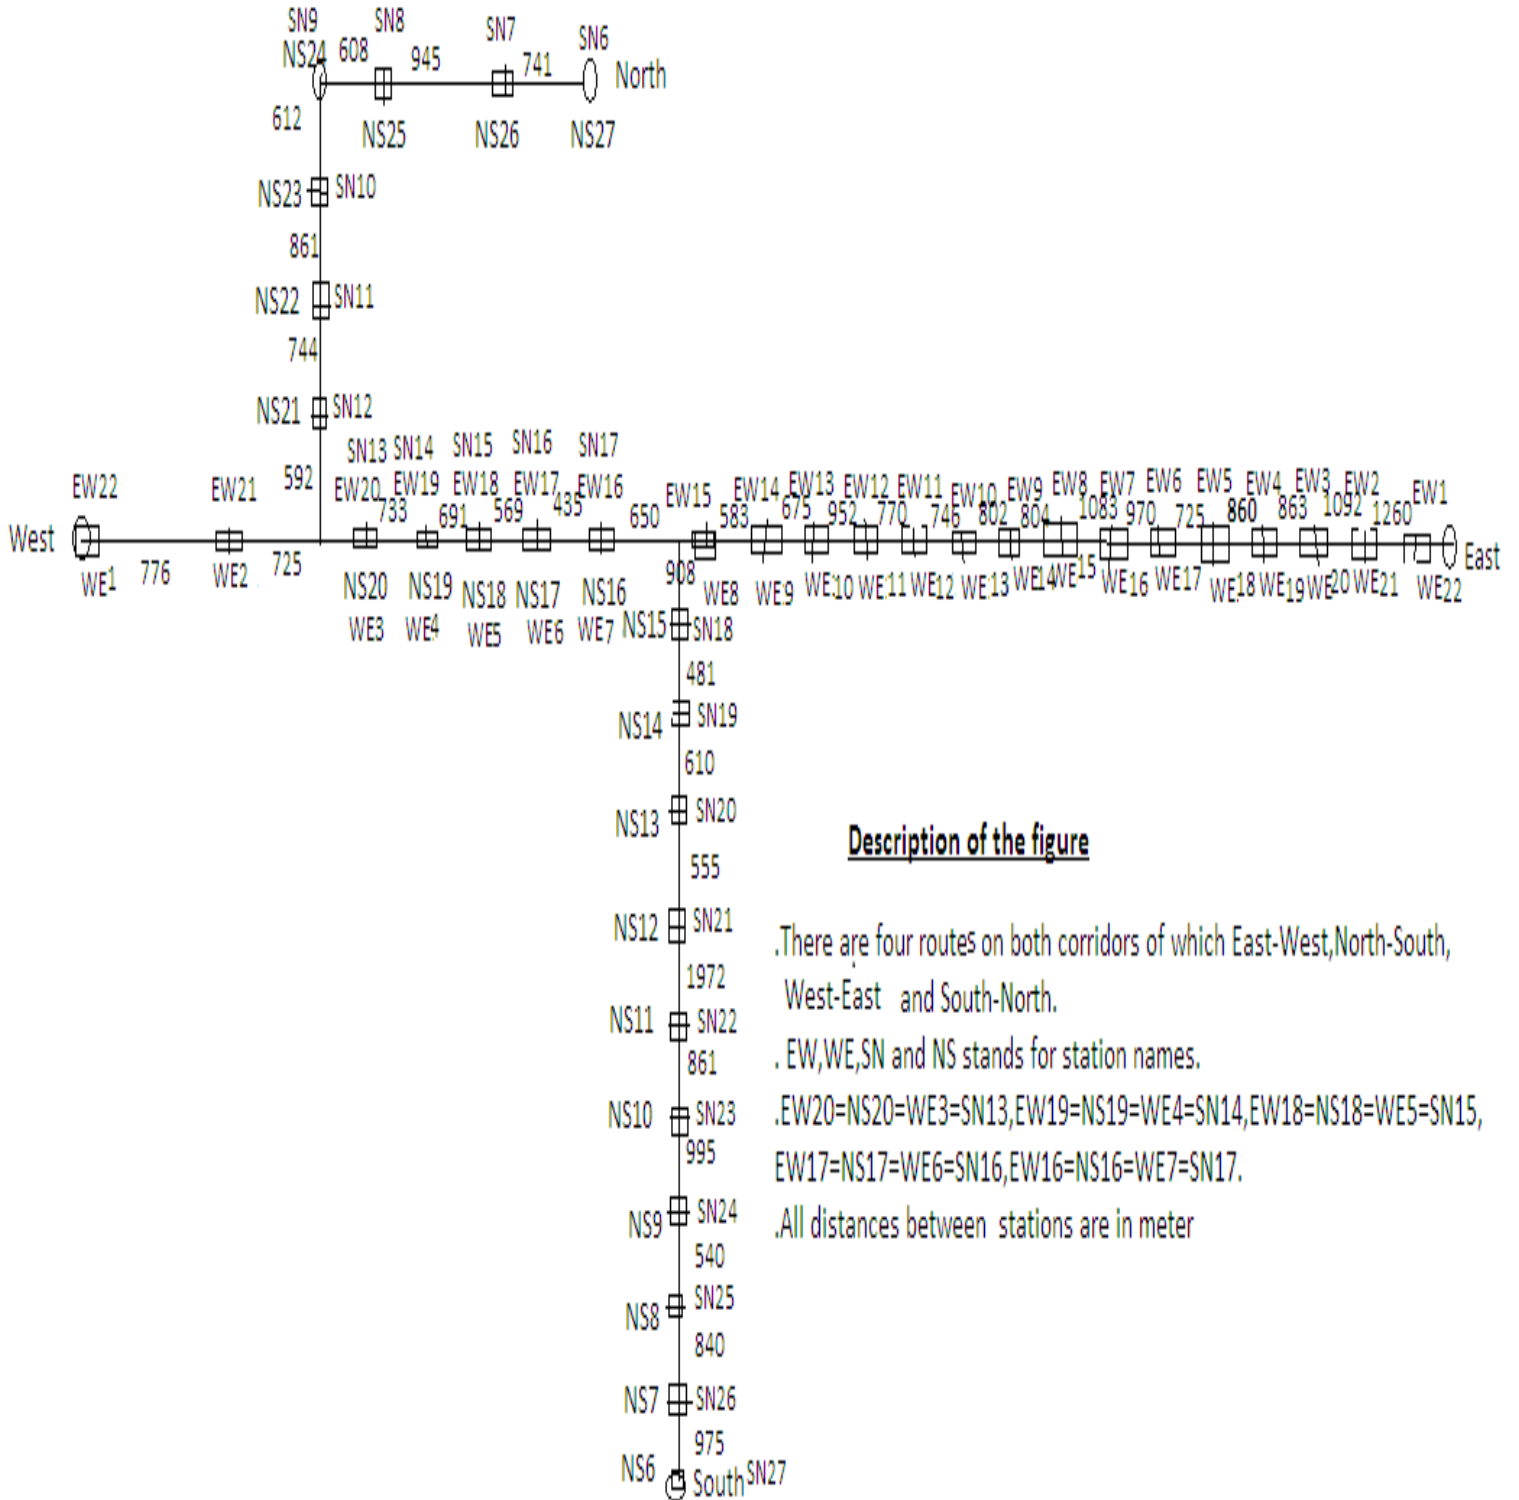 SN9 SN8
SN7 SN6
NS24 608 945 741 North
612 NS25 NS26 NS27
NS23 SN10
861
NS22 SN11
744
NS21 SN12
SN13 SN14 SN15 SN16 SN17
592
EW22 EW21 EW20 EW19 EW18 EW17 EW16 EW15 EW14 EW13 EW12 EW11 EW10 EW9 EW8 EW7 EW6 EW5 EW4 EW3 EW2 EW1
733 691 569 435 650 583 675 952 770 746 802 804 1083 970 725 860 863 1092 1260
West East
776 725 908
WE1 WE2 NS20 NS19 NS18 NS17 NS16 WE8 WE9 WE10 WE11 WE12 WE13 WE14 WE15 WE16 WE17 WE18 WE19 WE20 WE21 WE22
WE3 WE4 WE5 WE6 WE7 NS15 SN18
481
NS14 SN19
610
NS13 SN20
555
NS12 SN21
1972
NS11 SN22
861
NS10 SN23
995
NS9 SN24
540
NS8 SN25
840
NS7 SN26
975
NS6 South SN27
Description of the figure
.There are four routes on both corridors of which East-West,North-South,
West-East and South-North.
. EW,WE,SN and NS stands for station names.
.EW20=NS20=WE3=SN13,EW19=NS19=WE4=SN14,EW18=NS18=WE5=SN15,
EW17=NS17=WE6=SN16,EW16=NS16=WE7=SN17.
.All distances between stations are in meter